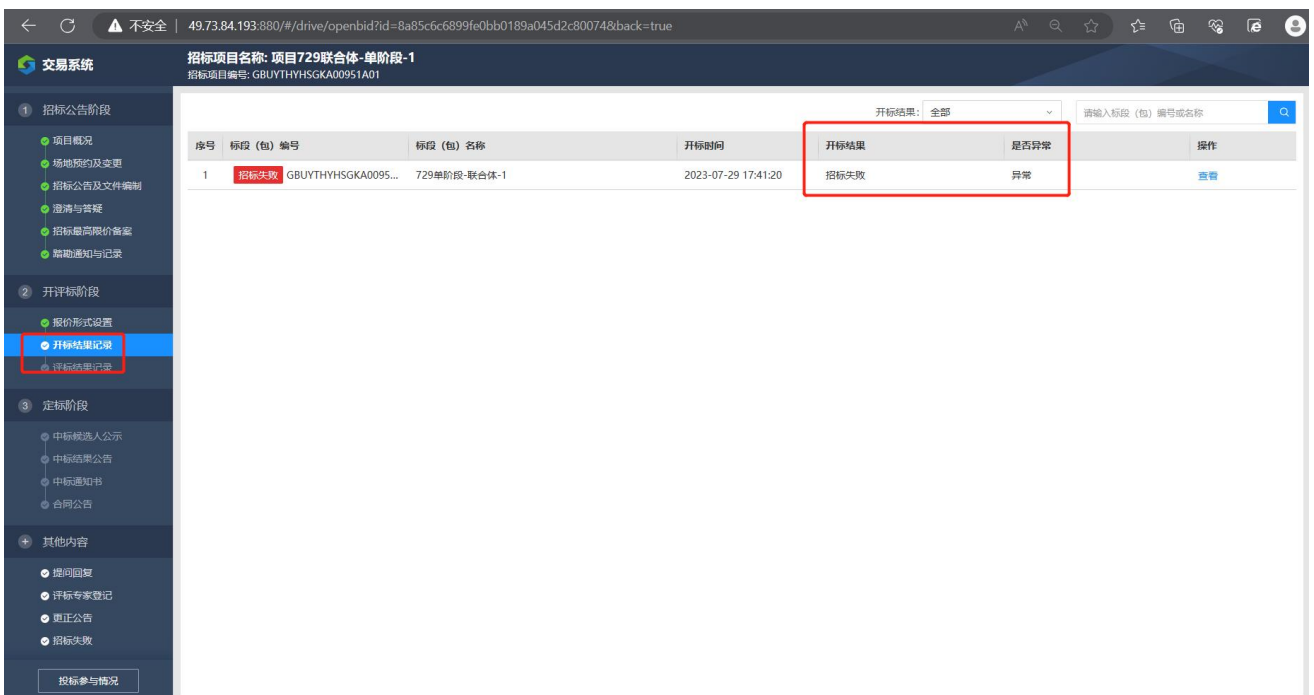 不安全 | 49.73.84.193:880/#/drive/openbid?id=8a85c6c6899fe0bb0189a045d2c80074&back=true
交易系统
招标项目名称: 项目729联合体-单阶段-1
招标项目编号: GBUYTHYHSGKA00951A01
1 招标公告阶段
项目概况
场地预约及变更
招标公告及文件编制
澄清与答疑
招标最高限价备案
踏勘通知与记录
2 开评标阶段
报价形式设置
开标结果记录
评标结果记录
3 定标阶段
中标候选人公示
中标结果公告
中标通知书
合同公告
其他内容
提问回复
评标专家登记
更正公告
招标失败
投标参与情况
开标结果: 全部 请输入标段（包）编号或名称
序号 标段（包）编号 标段（包）名称 开标时间 开标结果 是否异常 操作
1 招标失败 GBUYTHYHSGKA0095... 729单阶段-联合体-1 2023-07-29 17:41:20 招标失败 异常 查看